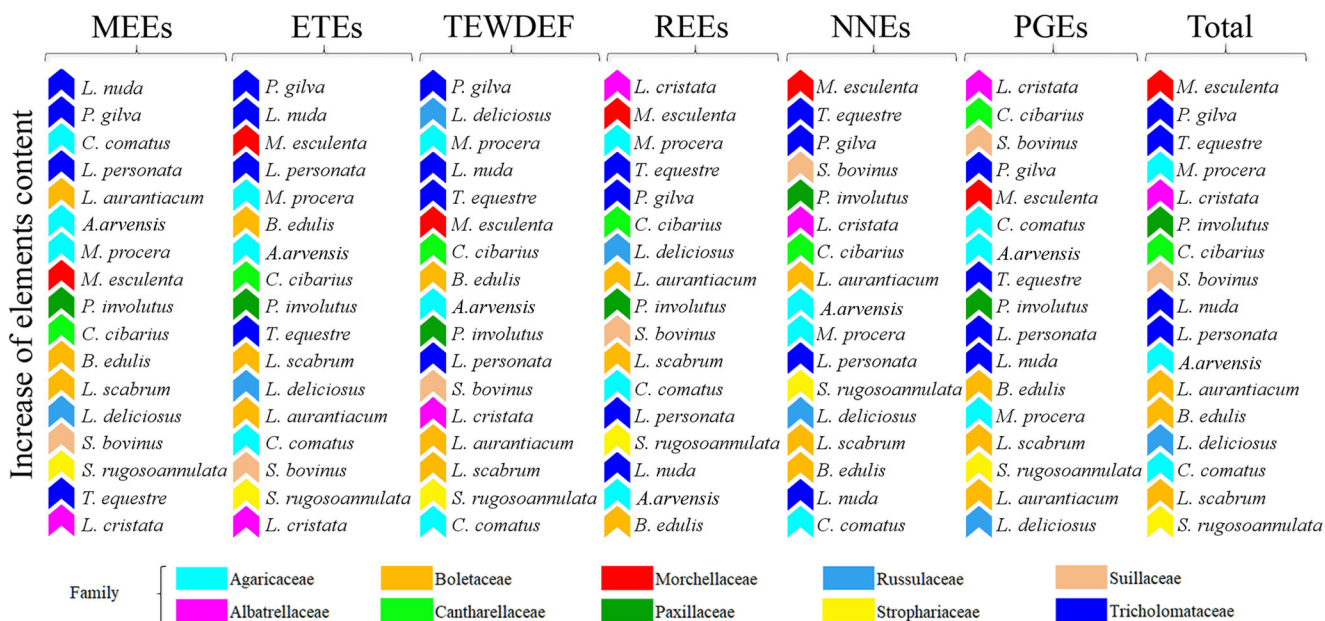 MEEs ETEs TEWDEF REEs NNEs PGEs Total
Increase of elements content
L. nuda P. gilva P. gilva L. cristata M. esculenta L. cristata M. esculenta
P. gilva L. nuda L. deliciosus M. esculenta T. equestre C. cibarius P. gilva
C. comatus M. esculenta M. procera M. procera P. gilva S. bovinus T. equestre
L. personata L. personata L. nuda T. equestre S. bovinus P. gilva M. procera
L. aurantiacum M. procera T. equestre P. gilva P. involutus M. esculenta L. cristata
A.arvensis B. edulis M. esculenta C. cibarius L. cristata C. comatus P. involutus
M. procera A.arvensis C. cibarius L. deliciosus C. cibarius A.arvensis C. cibarius
M. esculenta C. cibarius B. edulis L. aurantiacum L. aurantiacum T. equestre S. bovinus
P. involutus P. involutus A.arvensis P. involutus A.arvensis P. involutus L. nuda
C. cibarius T. equestre P. involutus S. bovinus M. procera L. personata L. personata
B. edulis L. scabrum L. personata L. scabrum L. personata L. nuda A.arvensis
L. scabrum L. deliciosus S. bovinus C. comatus S. rugosoannulata B. edulis L. aurantiacum
L. deliciosus L. aurantiacum L. cristata L. personata L. deliciosus M. procera B. edulis
S. bovinus C. comatus L. aurantiacum S. rugosoannulata L. scabrum L. scabrum L. deliciosus
S. rugosoannulata S. bovinus L. scabrum L. nuda B. edulis S. rugosoannulata C. comatus
T. equestre S. rugosoannulata S. rugosoannulata A.arvensis L. nuda L. aurantiacum L. scabrum
L. cristata L. cristata C. comatus B. edulis C. comatus L. deliciosus S. rugosoannulata
Family
Agaricaceae Boletaceae Morchellaceae Russulaceae Suillaceae
Albatrellaceae Cantharellaceae Paxillaceae Strophariaceae Tricholomataceae